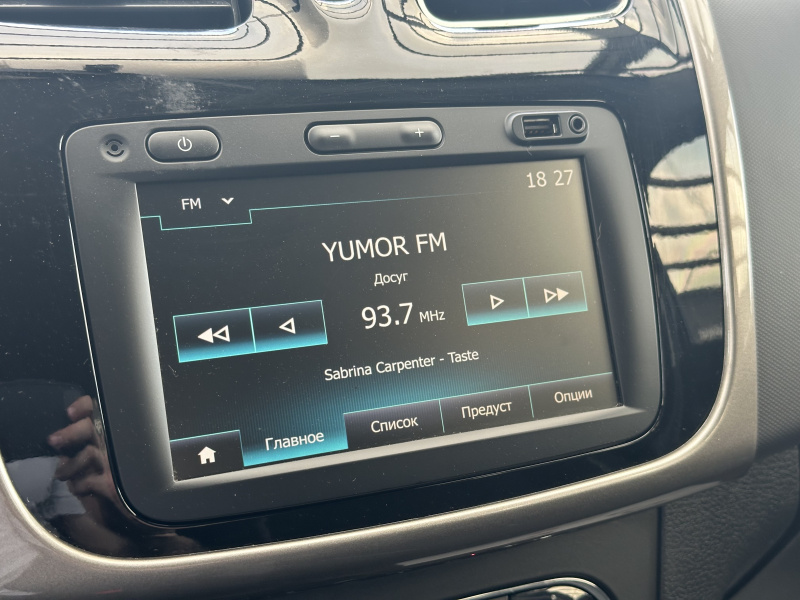 − +
FM 18 27
YUMOR FM
Досуг
93.7 MHz
Sabrina Carpenter - Taste
Главное Список Предуст Опции